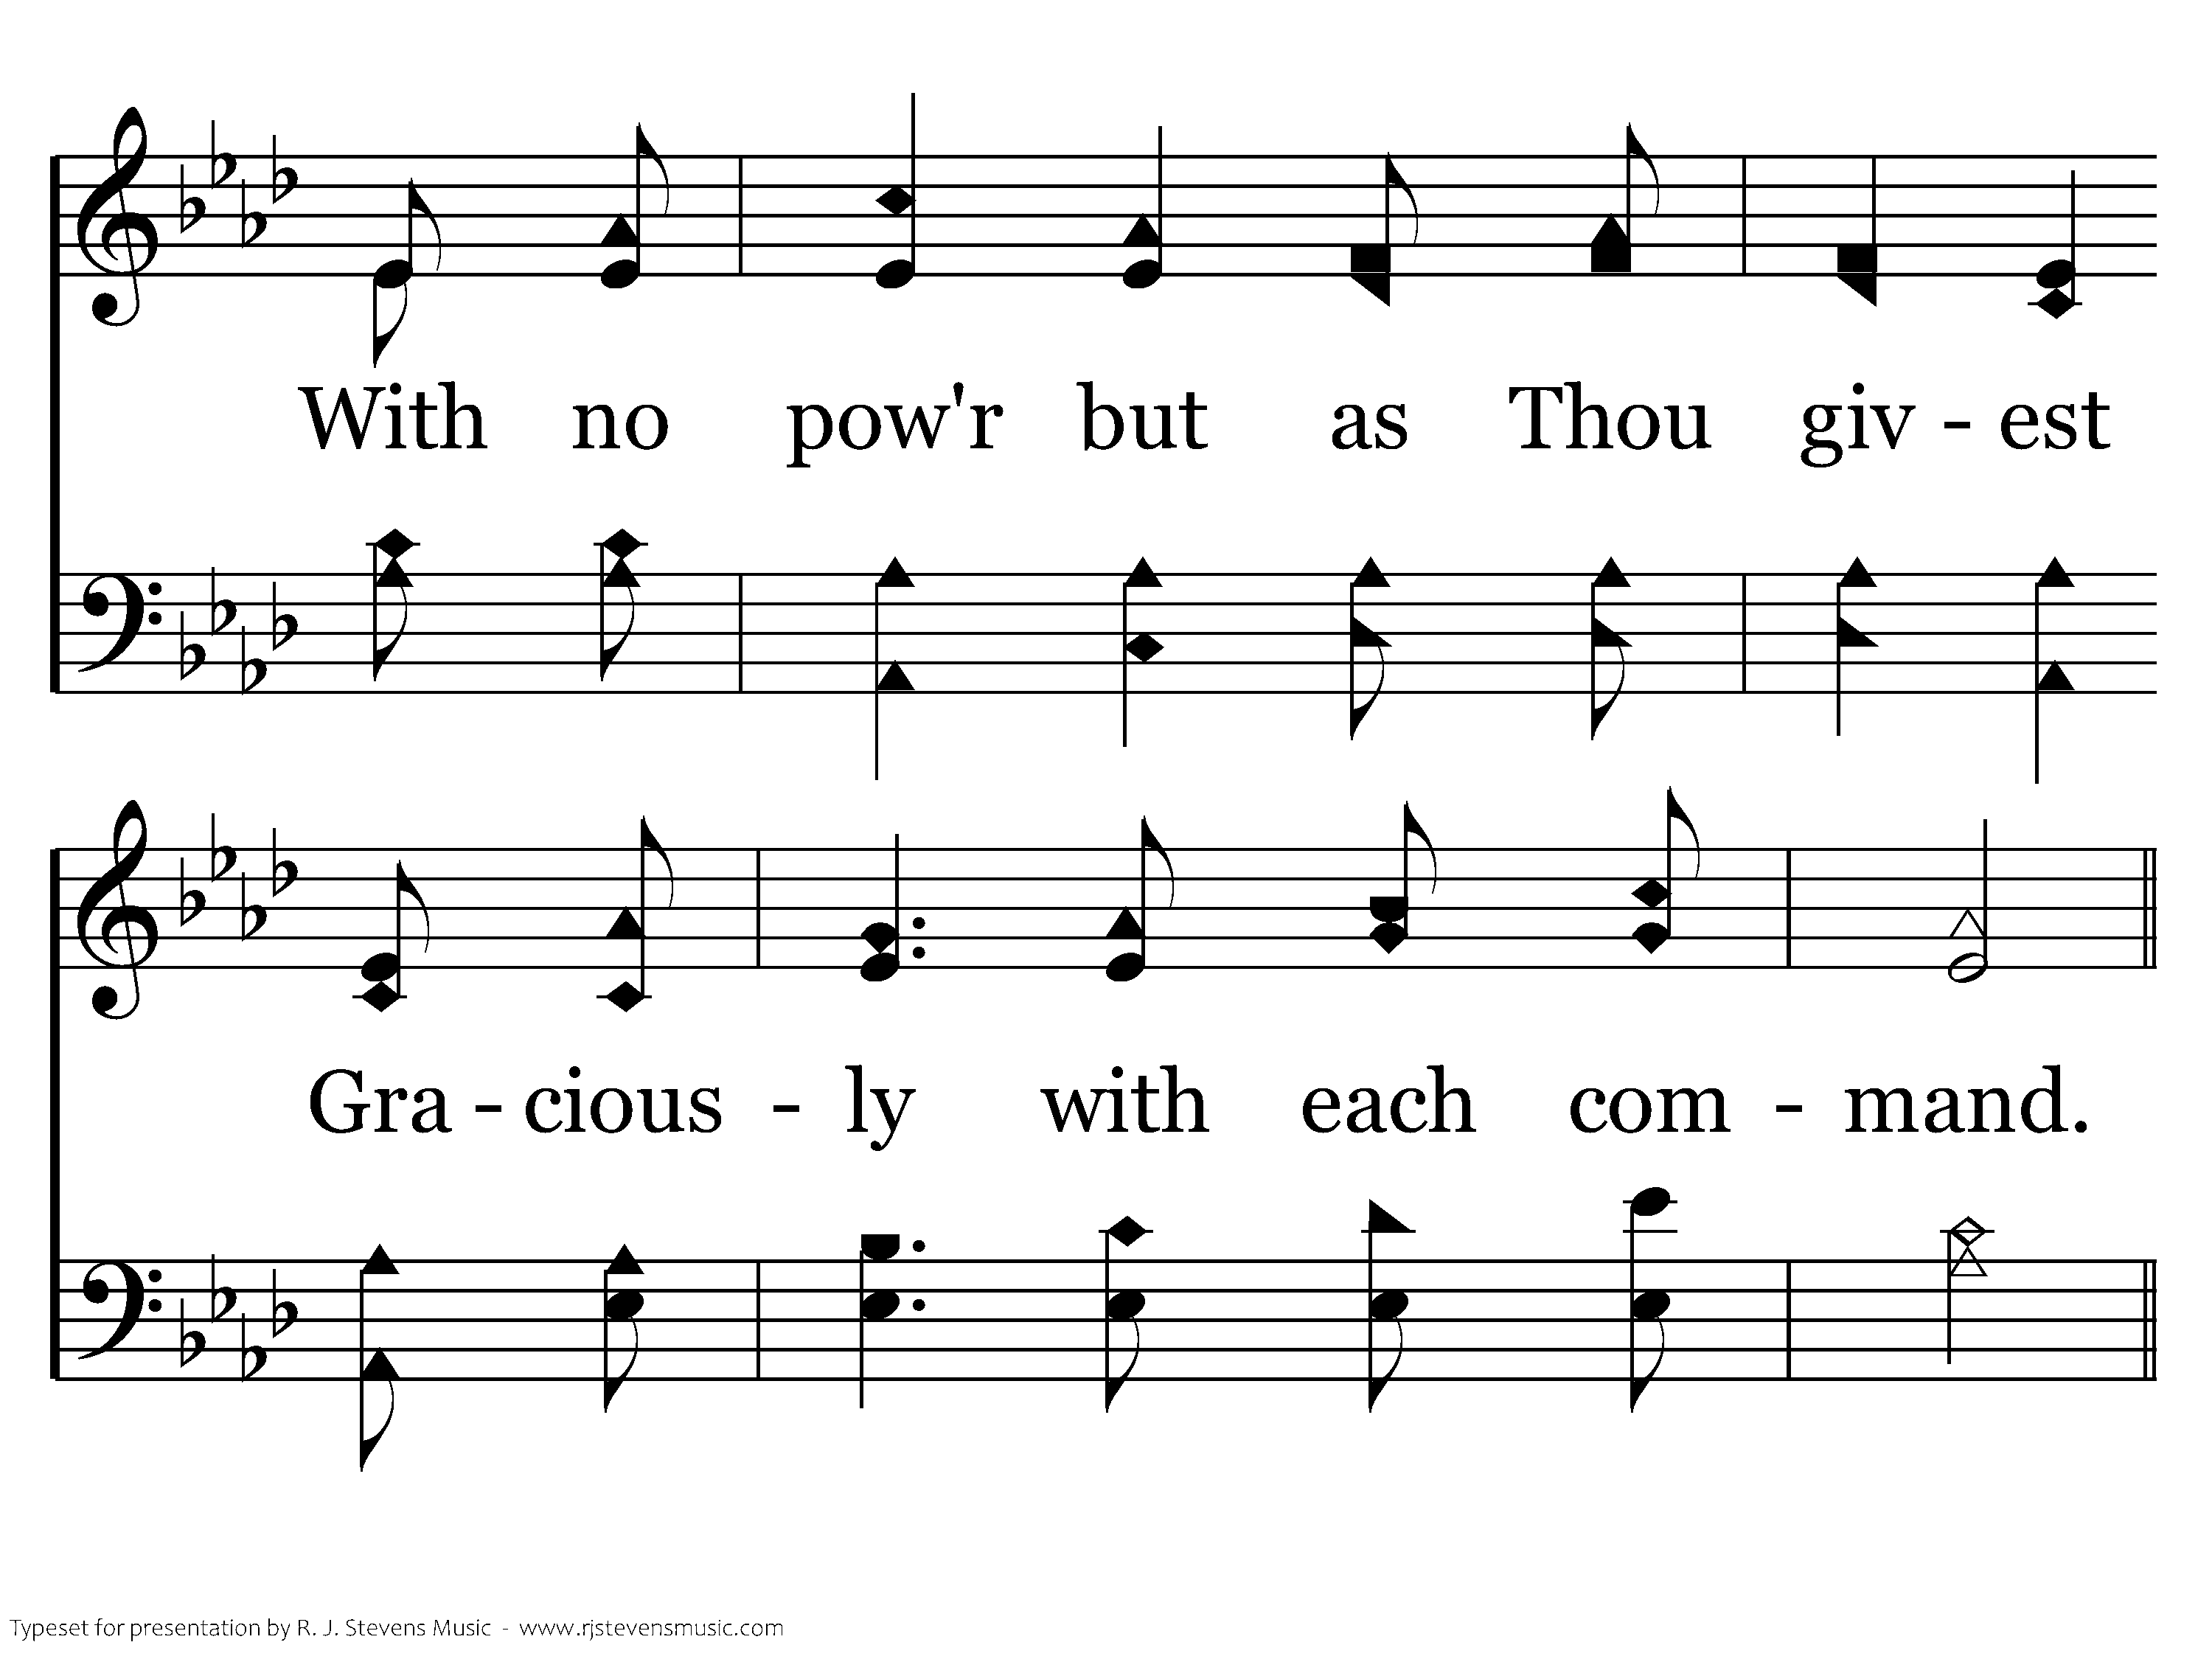 With no pow'r but as Thou giv - est
Gra - cious - ly with each com - mand.
Typeset for presentation by R. J. Stevens Music - www.rjstevensmusic.com